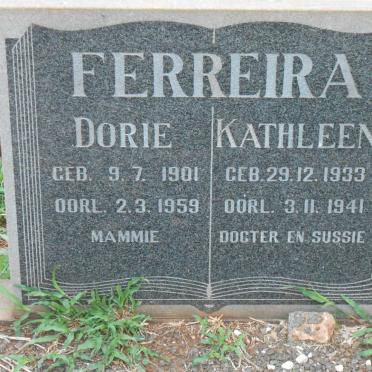 FERREIRA
DORIE
GEB. 9.7.1901
OORL. 2.3.1959
MAMMIE
KATHLEEN
GEB. 29.12.1933
OORL. 3.11.1941
DOGTER EN SUSSIE